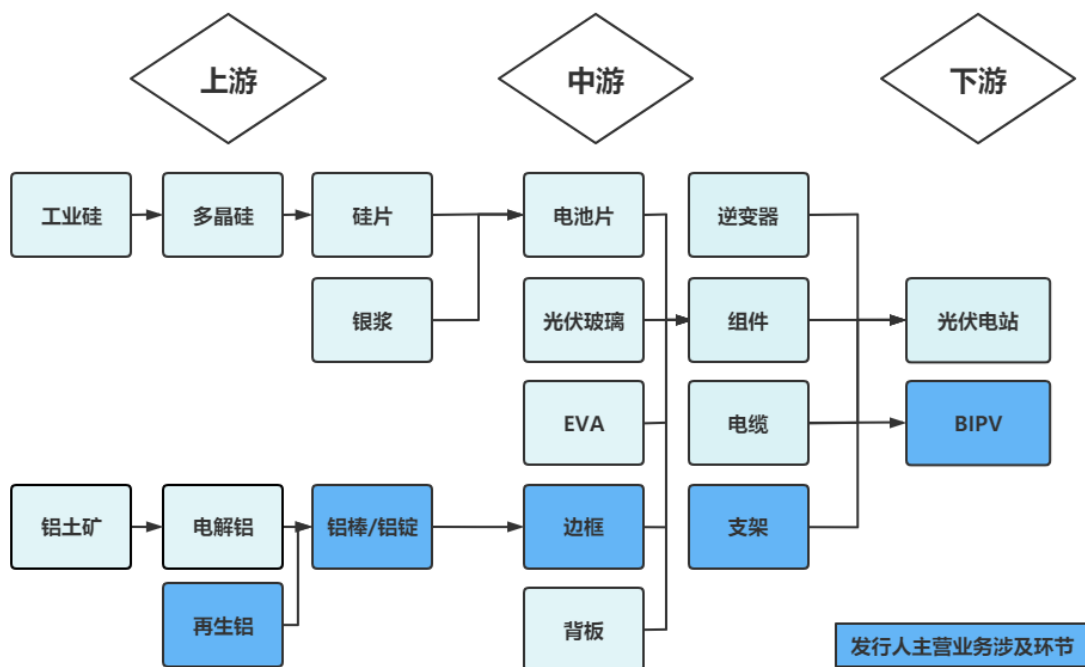 上游
中游
下游
工业硅
多晶硅
硅片
电池片
逆变器
银浆
光伏玻璃
组件
光伏电站
EVA
电缆
BIPV
铝土矿
电解铝
铝棒/铝锭
边框
支架
再生铝
背板
发行人主营业务涉及环节